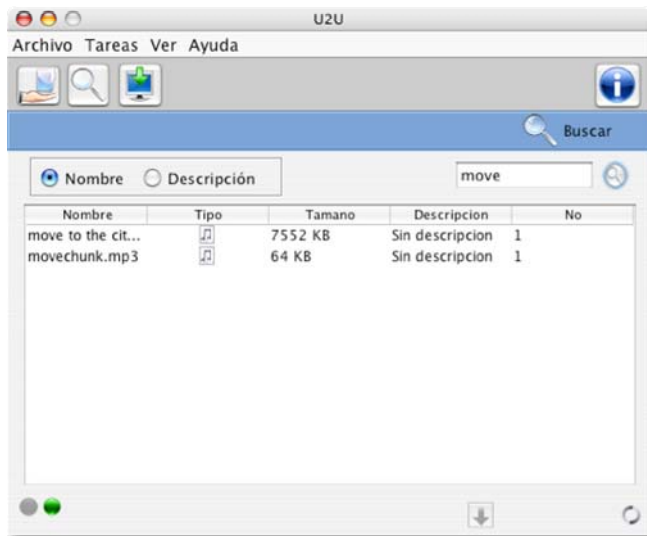 U2U
Archivo Tareas Ver Ayuda
Buscar
Nombre Descripción move
Nombre Tipo Tamano Descripcion No
move to the cit... 7552 KB Sin descripcion 1
movechunk.mp3 64 KB Sin descripcion 1